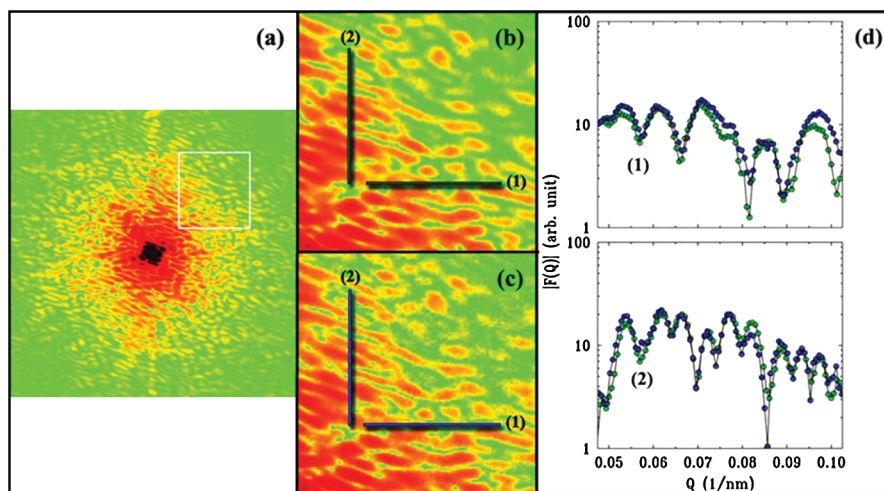 (a)
(b)
(2)
(1)
(c)
(2)
(1)
(d)
100
10
1
(1)
100
10
1
(2)
|F(Q)| (arb. unit)
0.05 0.06 0.07 0.08 0.09 0.10
Q (1/nm)